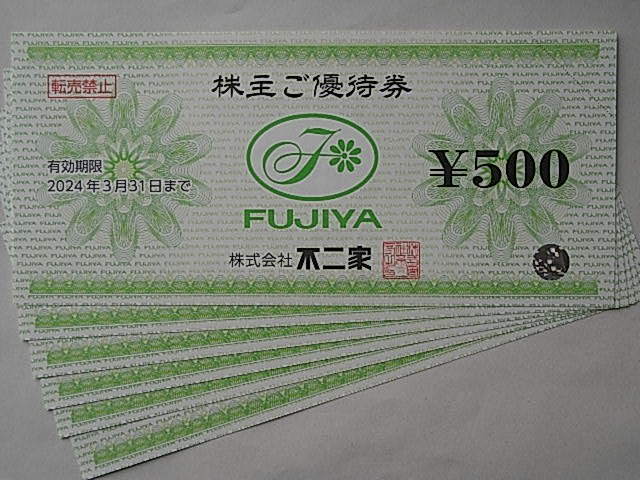 株主ご優待券
転売禁止
有効期限
2024年3月31日まで
¥500
FUJIYA
株式会社 不二家